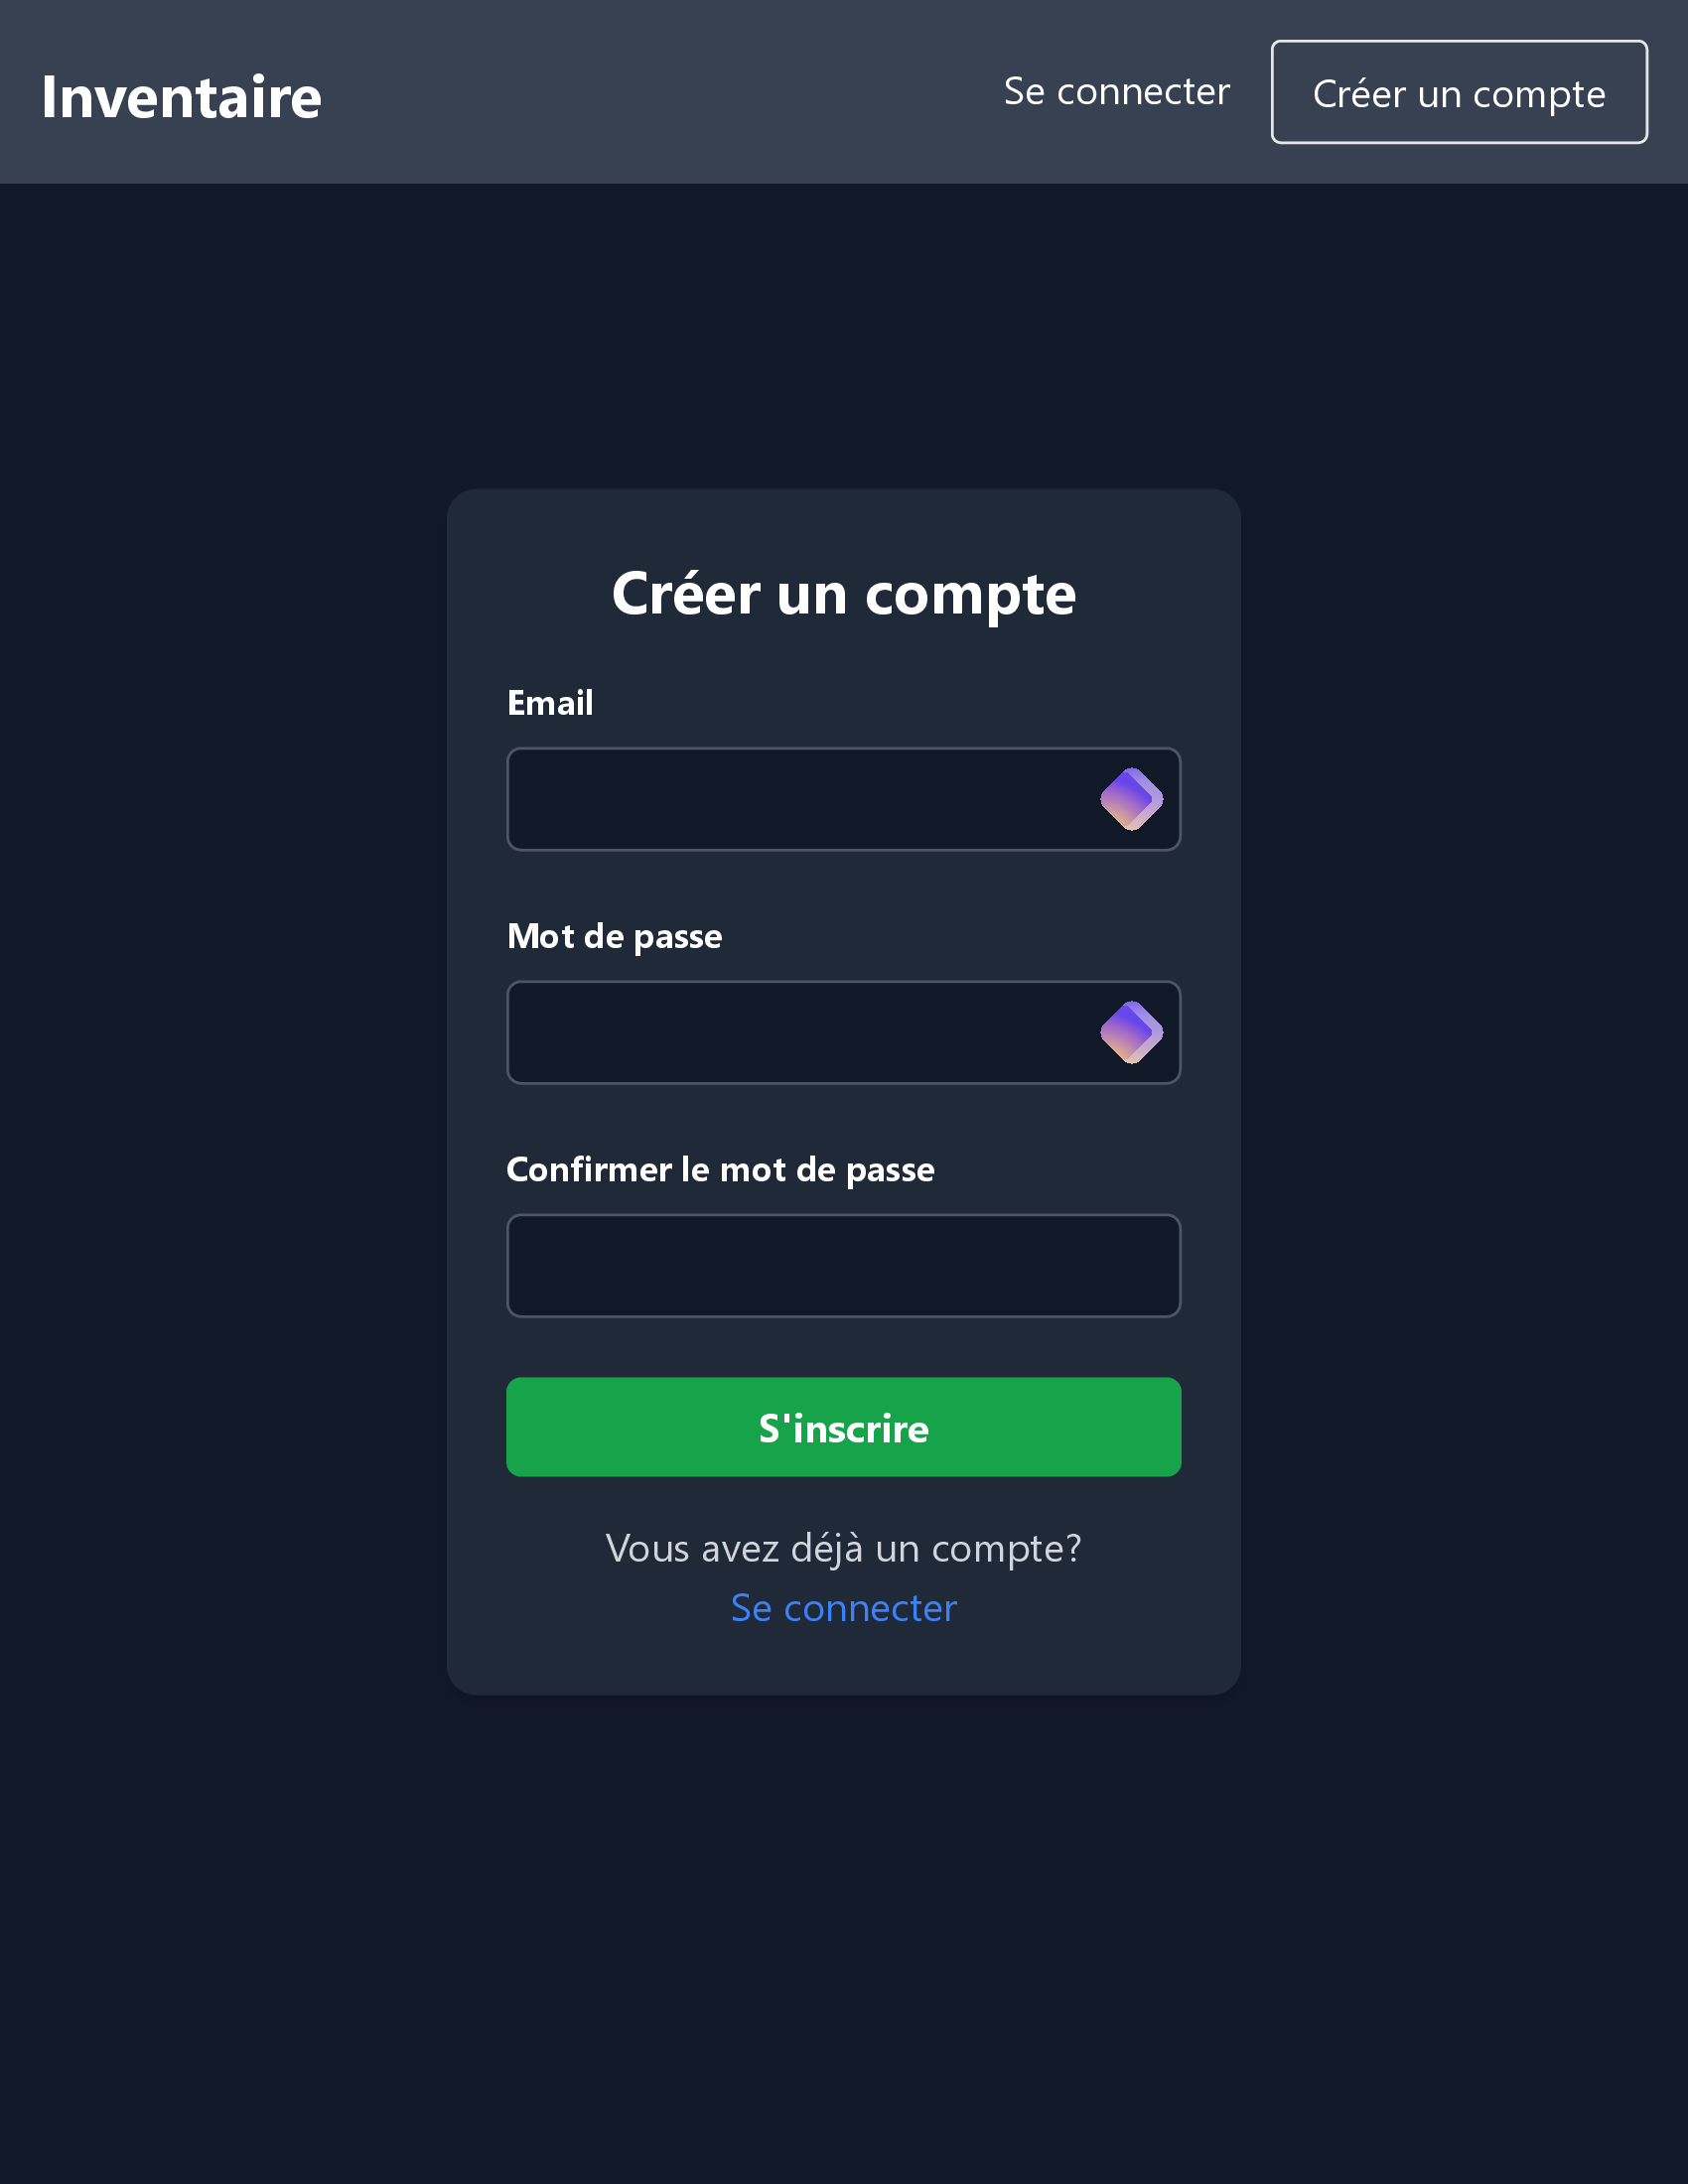 Inventaire
Se connecter
Créer un compte
Créer un compte
Email
Mot de passe
Confirmer le mot de passe
S'inscrire
Vous avez déjà un compte?
Se connecter